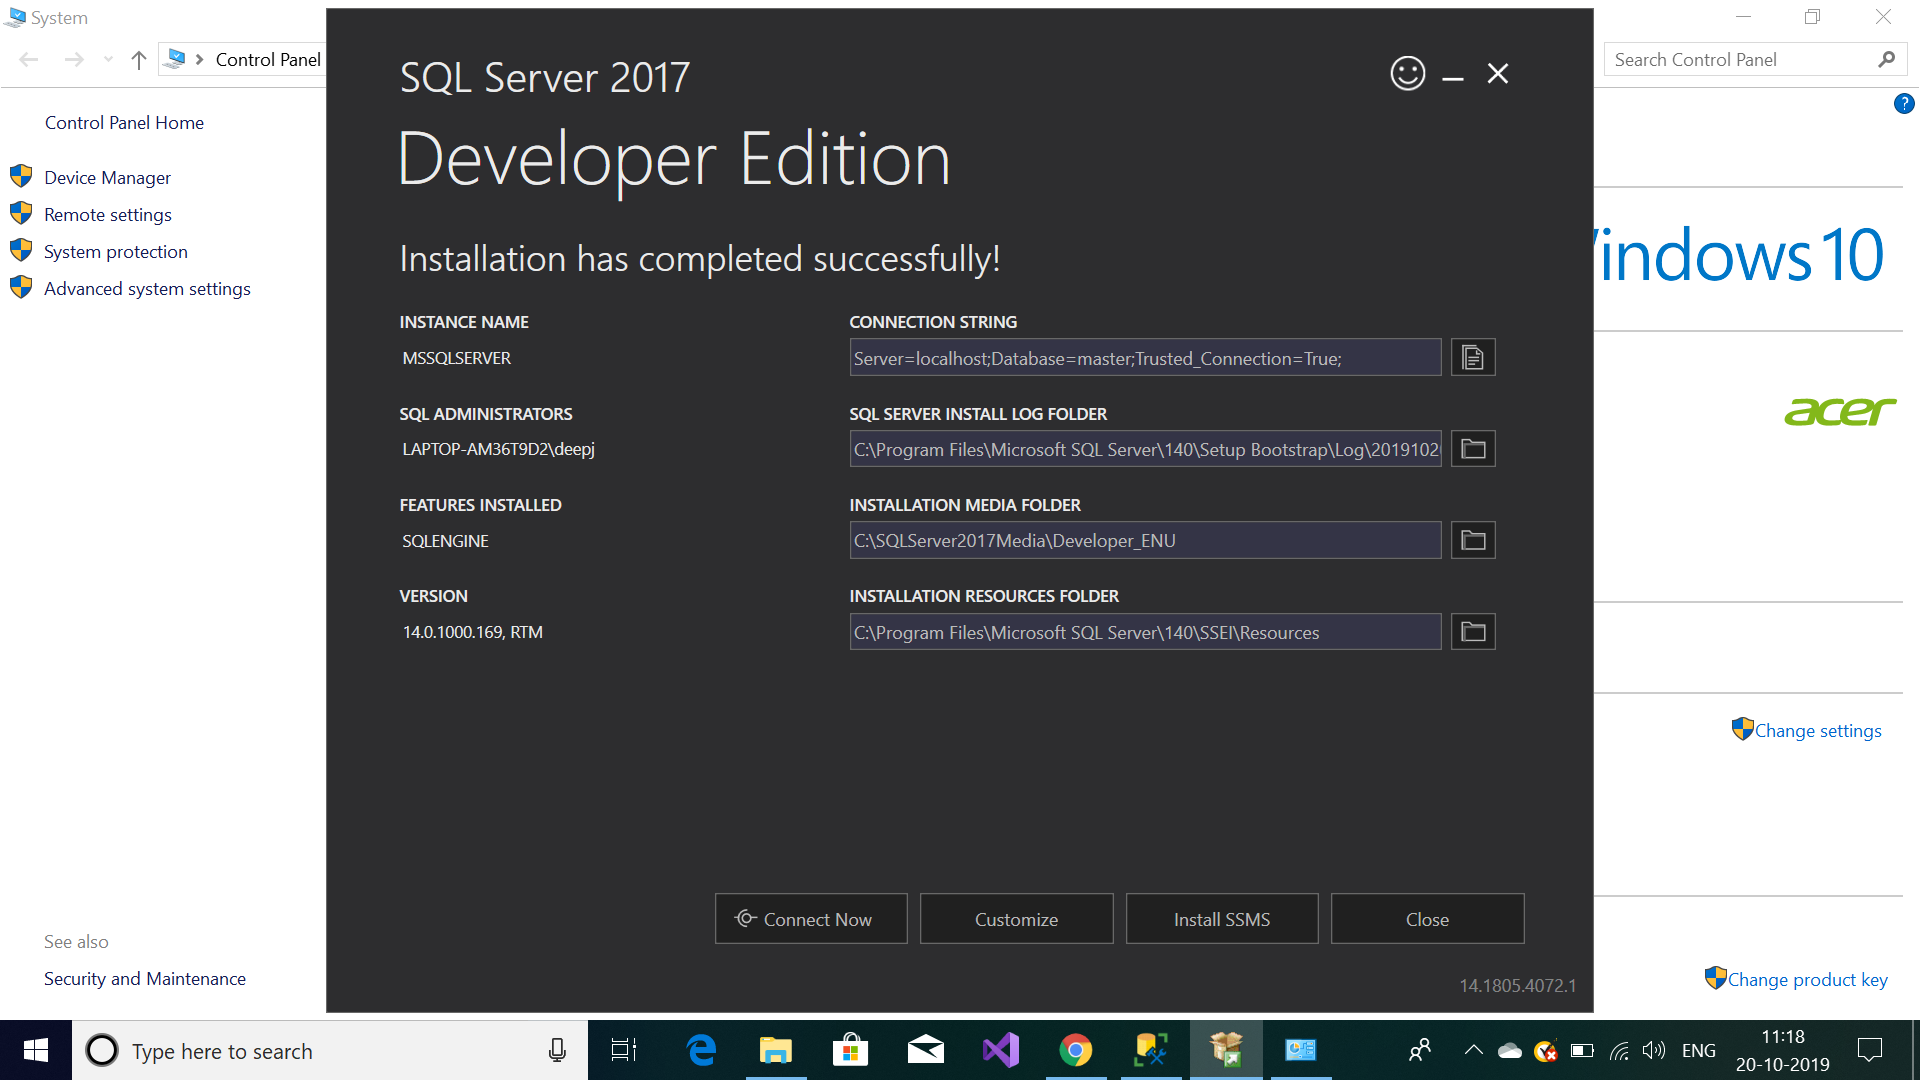 System
Control Panel
Search Control Panel
Control Panel Home
Device Manager
Remote settings
System protection
Advanced system settings
See also
Security and Maintenance
SQL Server 2017
Developer Edition
Installation has completed successfully!
INSTANCE NAME
MSSQLSERVER
SQL ADMINISTRATORS
LAPTOP-AM36T9D2\deepj
FEATURES INSTALLED
SQLENGINE
VERSION
14.0.1000.169, RTM
CONNECTION STRING
Server=localhost;Database=master;Trusted_Connection=True;
SQL SERVER INSTALL LOG FOLDER
C:\Program Files\Microsoft SQL Server\140\Setup Bootstrap\Log\2019102
INSTALLATION MEDIA FOLDER
C:\SQLServer2017Media\Developer_ENU
INSTALLATION RESOURCES FOLDER
C:\Program Files\Microsoft SQL Server\140\SSEI\Resources
Connect Now
Customize
Install SSMS
Close
14.1805.4072.1
?
indows 10
acer
Change settings
Change product key
Type here to search
ENG
11:18
20-10-2019